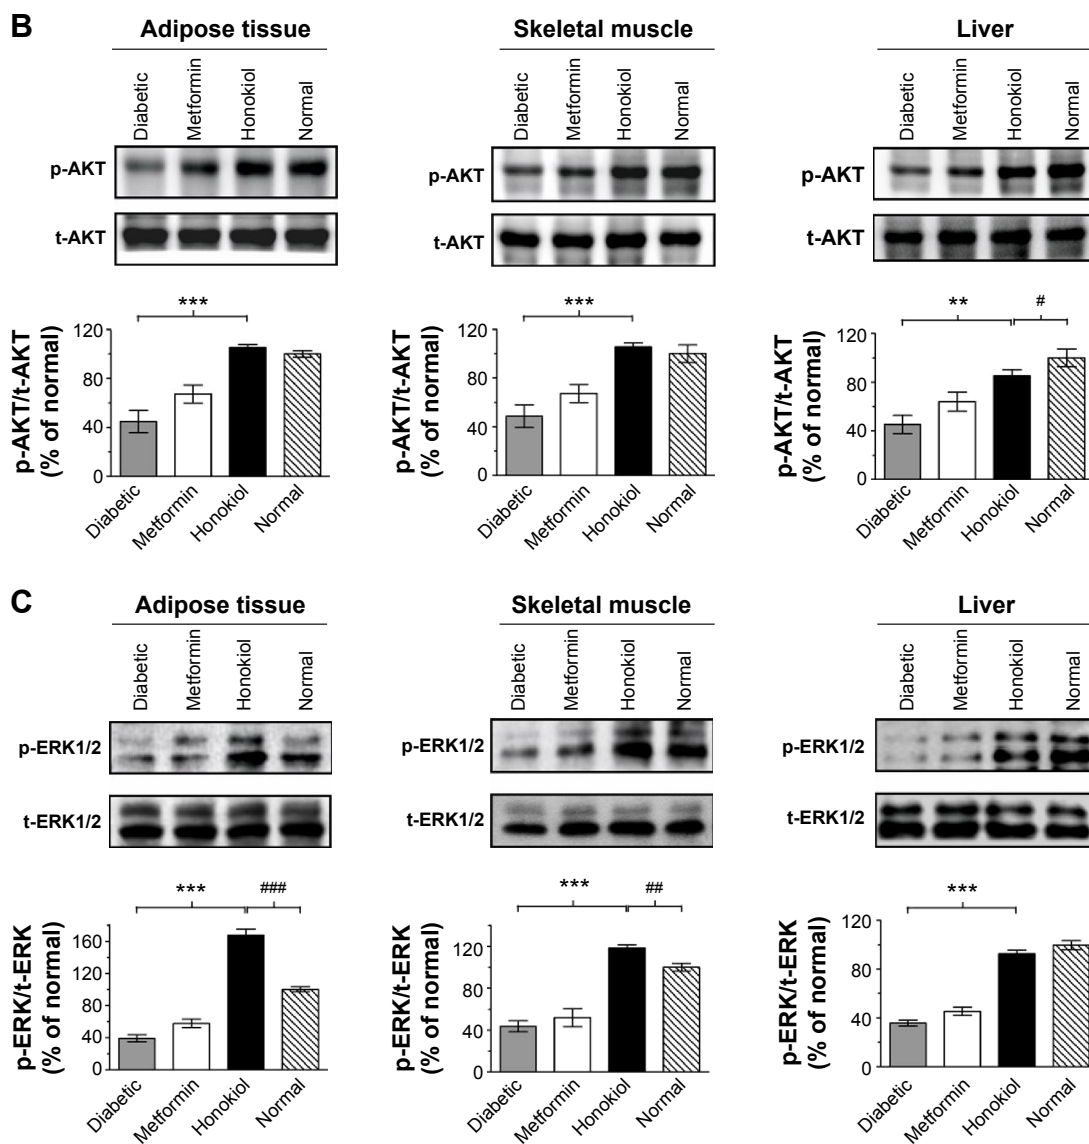 B
Adipose tissue
Diabetic
Metformin
Honokiol
Normal
p-AKT
t-AKT
***
p-AKT/t-AKT
(% of normal)
120
80
40
0
Diabetic
Metformin
Honokiol
Normal
Skeletal muscle
Diabetic
Metformin
Honokiol
Normal
p-AKT
t-AKT
***
p-AKT/t-AKT
(% of normal)
120
80
40
0
Diabetic
Metformin
Honokiol
Normal
Liver
Diabetic
Metformin
Honokiol
Normal
p-AKT
t-AKT
**
#
p-AKT/t-AKT
(% of normal)
120
80
40
0
Diabetic
Metformin
Honokiol
Normal
C
Adipose tissue
Diabetic
Metformin
Honokiol
Normal
p-ERK1/2
t-ERK1/2
***
###
p-ERK/t-ERK
(% of normal)
160
120
80
40
0
Diabetic
Metformin
Honokiol
Normal
Skeletal muscle
Diabetic
Metformin
Honokiol
Normal
p-ERK1/2
t-ERK1/2
***
##
p-ERK/t-ERK
(% of normal)
120
80
40
0
Diabetic
Metformin
Honokiol
Normal
Liver
Diabetic
Metformin
Honokiol
Normal
p-ERK1/2
t-ERK1/2
***
p-ERK/t-ERK
(% of normal)
120
80
40
0
Diabetic
Metformin
Honokiol
Normal